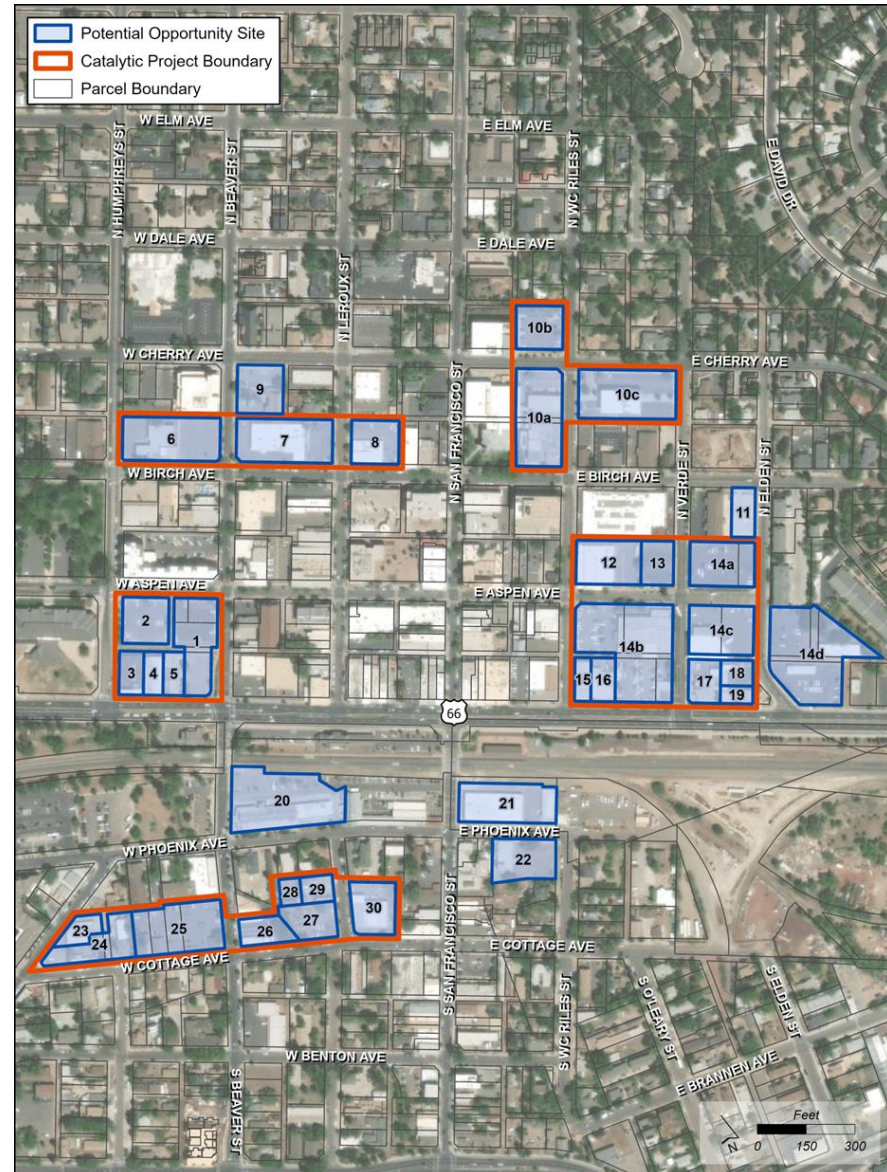 Potential Opportunity Site
Catalytic Project Boundary
Parcel Boundary
W ELM AVE
E ELM AVE
N HUMPHREYS ST
N BEAVER ST
N WC RILES ST
E DAVID DR
W DALE AVE
E DALE AVE
N LEROUX ST
10b
W CHERRY AVE
E CHERRY AVE
N SAN FRANCISCO ST
9
10a
10c
6
7
8
W BIRCH AVE
E BIRCH AVE
N VERDE ST
N ELDEN ST
11
12
13
14a
W ASPEN AVE
E ASPEN AVE
2
1
14b
14c
14d
3
4
5
15
16
17
18
19
66
20
21
W PHOENIX AVE
E PHOENIX AVE
22
28
29
30
23
24
25
26
27
S SAN FRANCISCO ST
W COTTAGE AVE
E COTTAGE AVE
S WC RILES ST
S O'LEARY ST
S ELDEN ST
W BENTON AVE
E BRANNEN AVE
S BEAVER ST
N
Feet
0 150 300